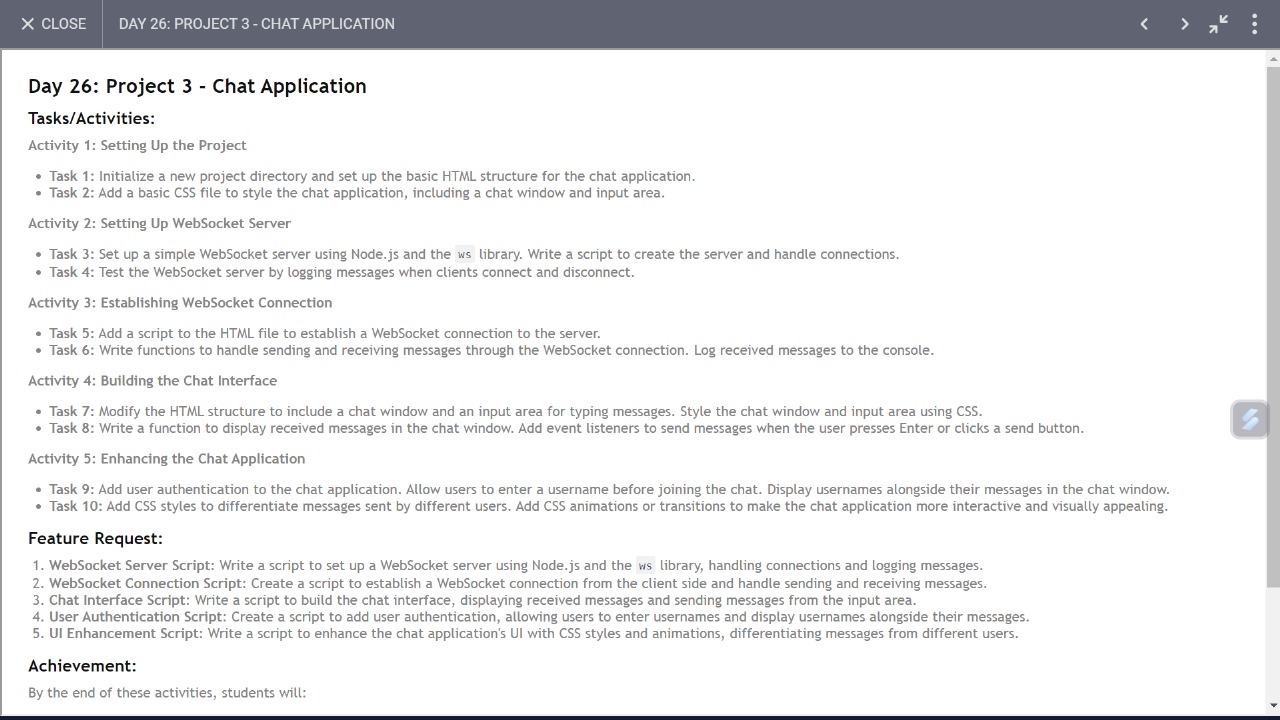 CLOSE DAY 26: PROJECT 3 - CHAT APPLICATION
Day 26: Project 3 - Chat Application
Tasks/Activities:
Activity 1: Setting Up the Project
• Task 1: Initialize a new project directory and set up the basic HTML structure for the chat application.
• Task 2: Add a basic CSS file to style the chat application, including a chat window and input area.
Activity 2: Setting Up WebSocket Server
• Task 3: Set up a simple WebSocket server using Node.js and the ws library. Write a script to create the server and handle connections.
• Task 4: Test the WebSocket server by logging messages when clients connect and disconnect.
Activity 3: Establishing WebSocket Connection
• Task 5: Add a script to the HTML file to establish a WebSocket connection to the server.
• Task 6: Write functions to handle sending and receiving messages through the WebSocket connection. Log received messages to the console.
Activity 4: Building the Chat Interface
• Task 7: Modify the HTML structure to include a chat window and an input area for typing messages. Style the chat window and input area using CSS.
• Task 8: Write a function to display received messages in the chat window. Add event listeners to send messages when the user presses Enter or clicks a send button.
Activity 5: Enhancing the Chat Application
• Task 9: Add user authentication to the chat application. Allow users to enter a username before joining the chat. Display usernames alongside their messages in the chat window.
• Task 10: Add CSS styles to differentiate messages sent by different users. Add CSS animations or transitions to make the chat application more interactive and visually appealing.
Feature Request:
1. WebSocket Server Script: Write a script to set up a WebSocket server using Node.js and the ws library, handling connections and logging messages.
2. WebSocket Connection Script: Create a script to establish a WebSocket connection from the client side and handle sending and receiving messages.
3. Chat Interface Script: Write a script to build the chat interface, displaying received messages and sending messages from the input area.
4. User Authentication Script: Create a script to add user authentication, allowing users to enter usernames and display usernames alongside their messages.
5. UI Enhancement Script: Write a script to enhance the chat application's UI with CSS styles and animations, differentiating messages from different users.
Achievement:
By the end of these activities, students will: